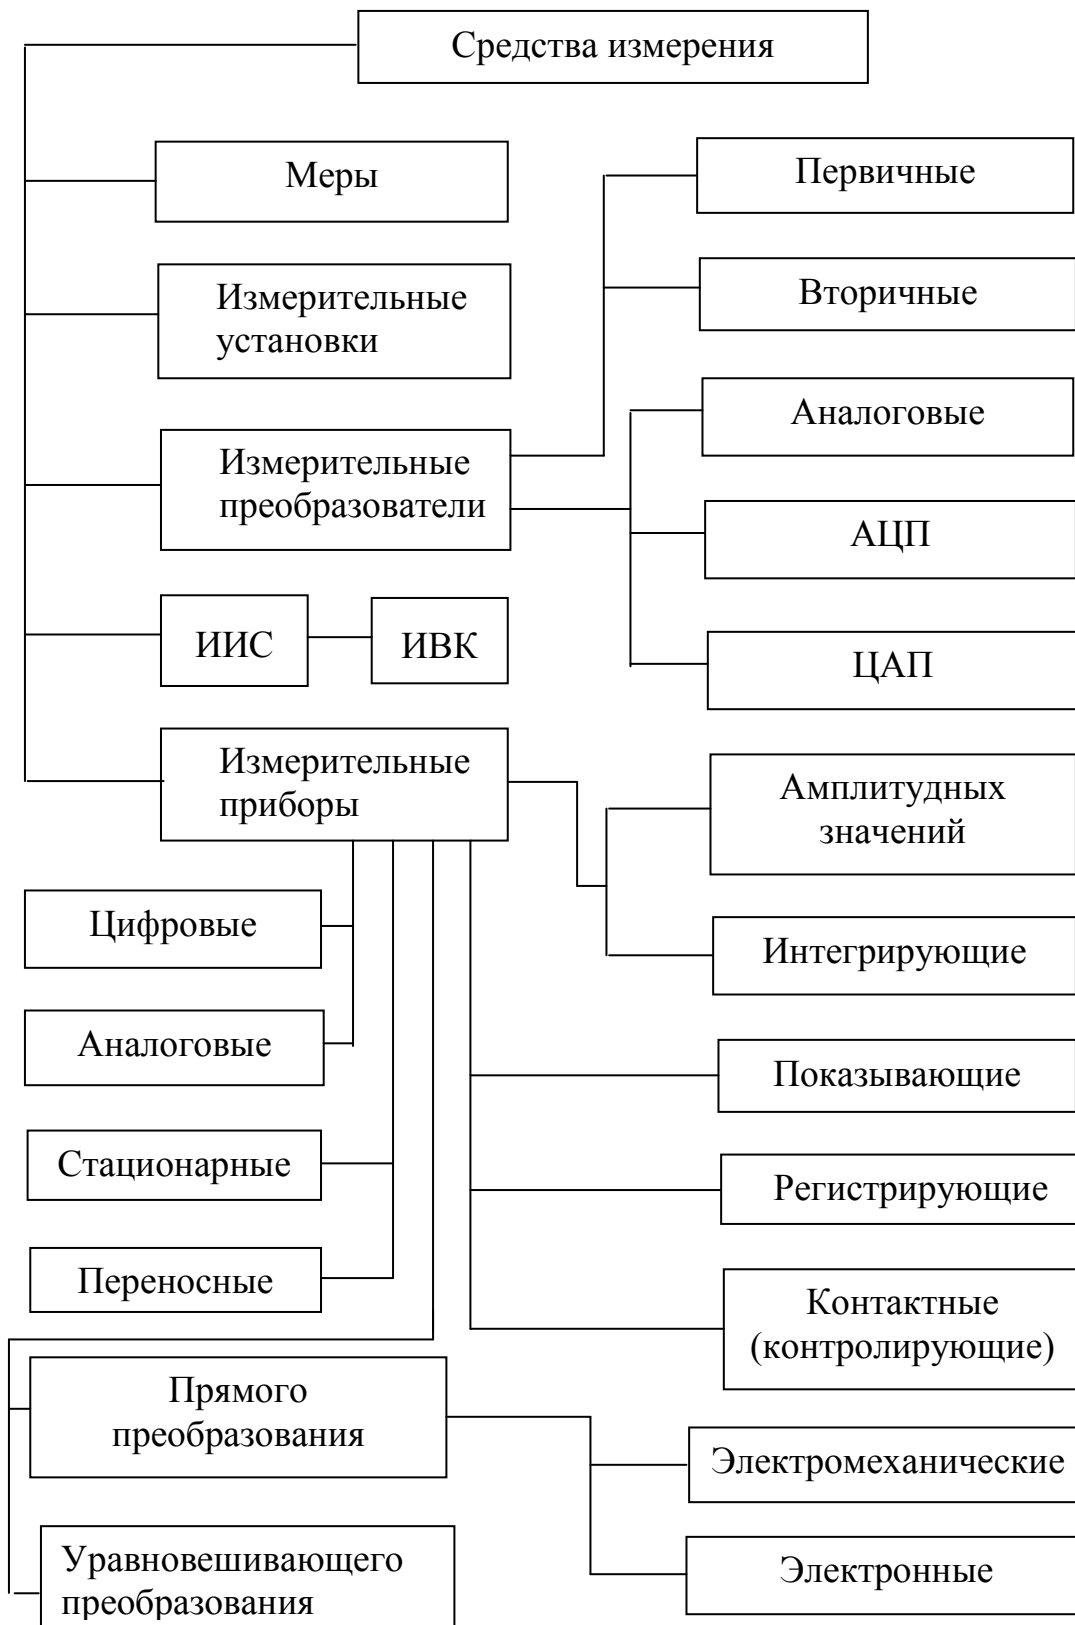 Средства измерения
Меры
Первичные
Измерительные
установки
Вторичные
Аналоговые
Измерительные
преобразователи
АЦП
ИИС
ИВК
ЦАП
Измерительные
приборы
Амплитудных
значений
Цифровые
Интегрирующие
Аналоговые
Показывающие
Стационарные
Регистрирующие
Переносные
Контактные
(контролирующие)
Прямого
преобразования
Электромеханические
Уравновешивающего
преобразования
Электронные